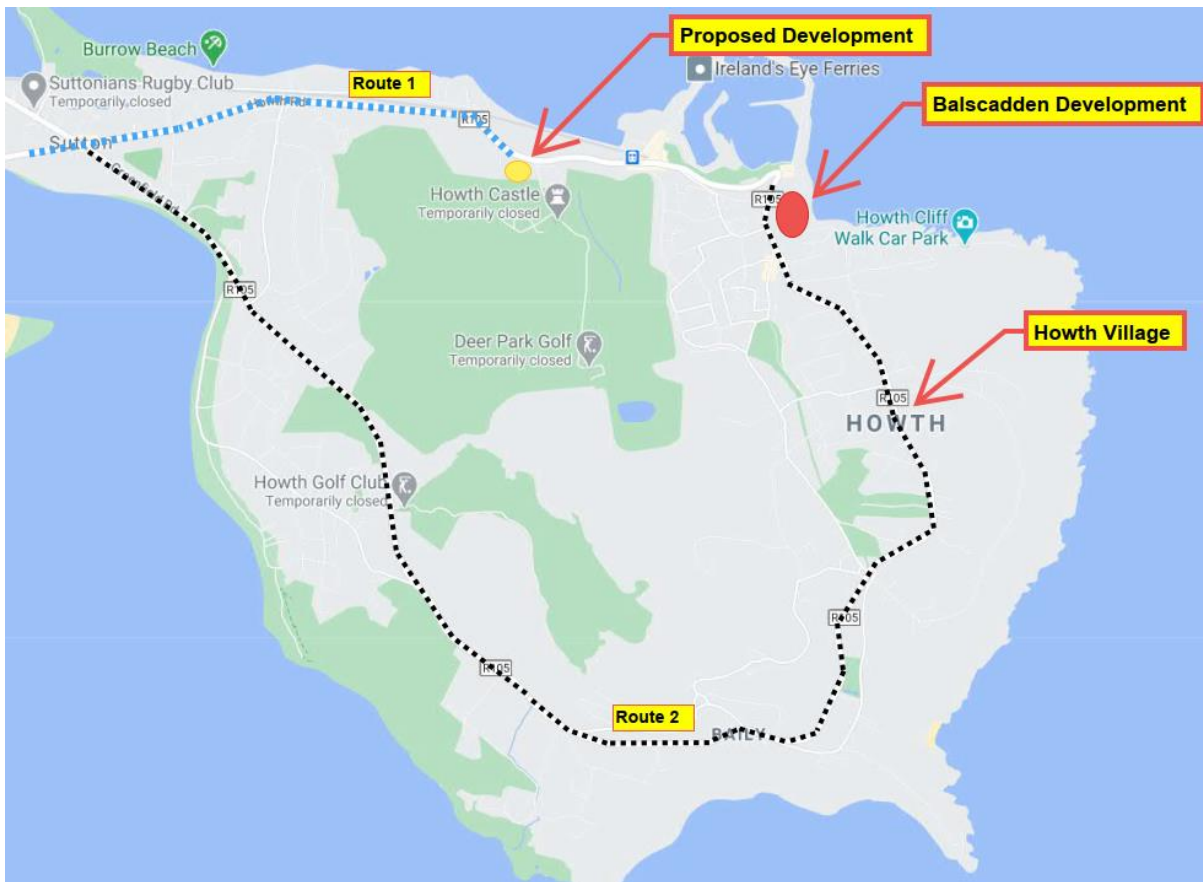 Proposed Development
Burrow Beach
Ireland's Eye Ferries
Suttonians Rugby Club
Temporarily closed
Route 1
Balscadden Development
Howth Rd
R105
Sutton
Howth Castle
Temporarily closed
R105
Howth Cliff
Walk Car Park
R105
Deer Park Golf
Temporarily closed
Howth Village
R105
HOWTH
Howth Golf Club
Temporarily closed
R105
R105
Route 2
BAILY